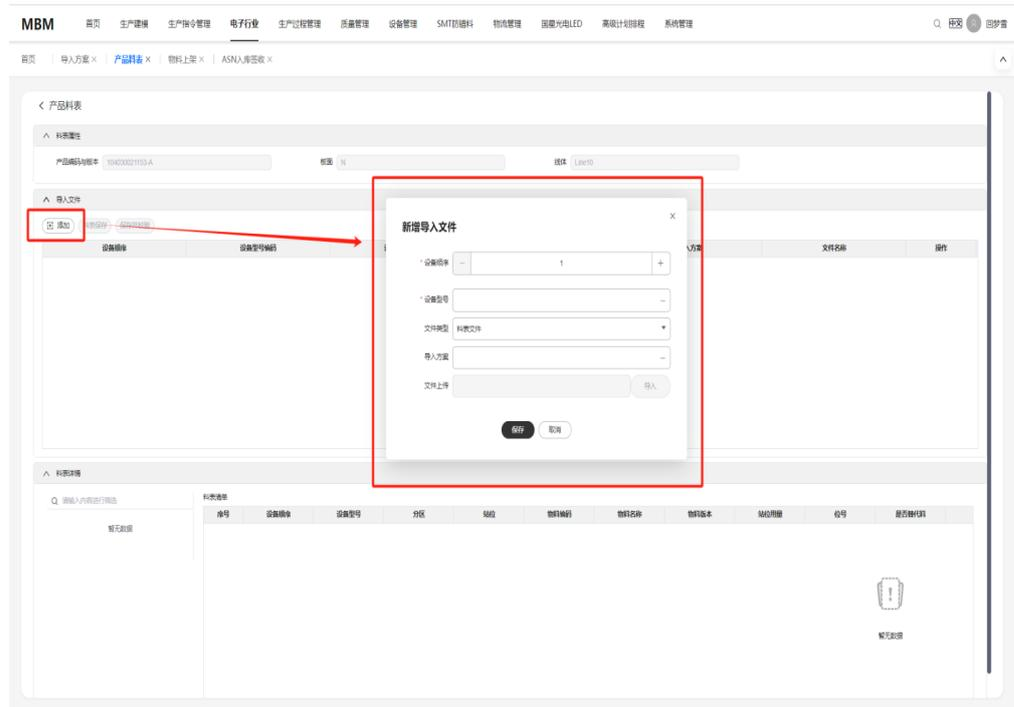 MBM 首页 生产建模 生产指令管理 电子行业 生产过程管理 质量管理 设备管理 SMT防错料 物流管理 国星光电LED 高级计划排程 系统管理 中文 回梦雪
首页 导入方案 × 产品料表 × 物料上架 × ASN入库签收 ×
产品料表
料表属性
产品编码与版本 104030021153-A 板面 N 线体 Line10
导入文件
添加 料表保存
设备顺序 设备型号编码 入方案 文件名称 操作
新增导入文件 x
* 设备顺序 − 1 +
* 设备型号
文件类型 料表文件
导入方案
文件上传 导入
保存 取消
料表详情
请输入内容进行筛选
暂无数据
料表清单
序号 设备顺序 设备型号 分区 站位 物料编码 物料名称 物料版本 站位用量 位号 是否替代料
暂无数据